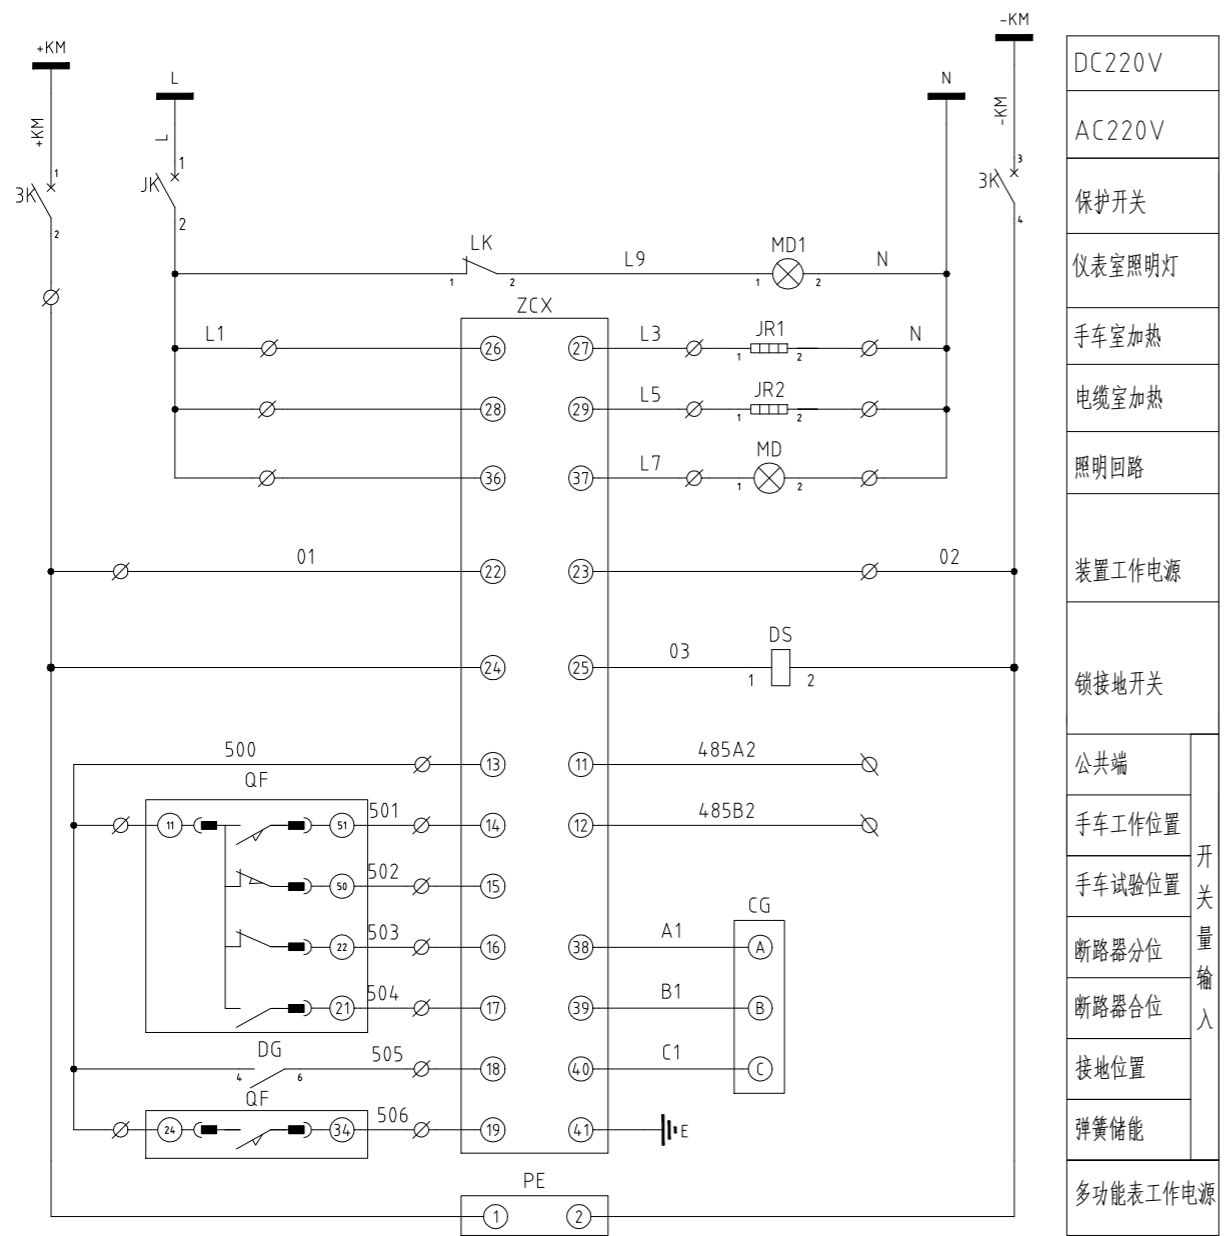 -KM
+KM
DC220V
L
N
+KM
L
-KM
AC220V
1
1
3
3K
JK
3K
保护开关
2
2
4
LK
L9
MD1
N
仪表室照明灯
1
2
1
2
ZCX
L1
26
27
L3
JR1
N
手车室加热
1
2
28
29
L5
JR2
电缆室加热
1
2
36
37
L7
MD
照明回路
1
2
01
22
23
02
装置工作电源
24
25
03
DS
1
2
锁接地开关
500
13
11
485A2
公共端
QF
11
51
501
14
12
485B2
手车工作位置
50
502
15
手车试验位置
CG
22
503
16
38
A1
A
断路器分位
21
504
17
39
B1
B
断路器合位
DG
4
6
505
18
40
C1
C
接地位置
QF
24
34
506
19
41
E
弹簧储能
开
关
量
输
入
PE
1
2
多功能表工作电源